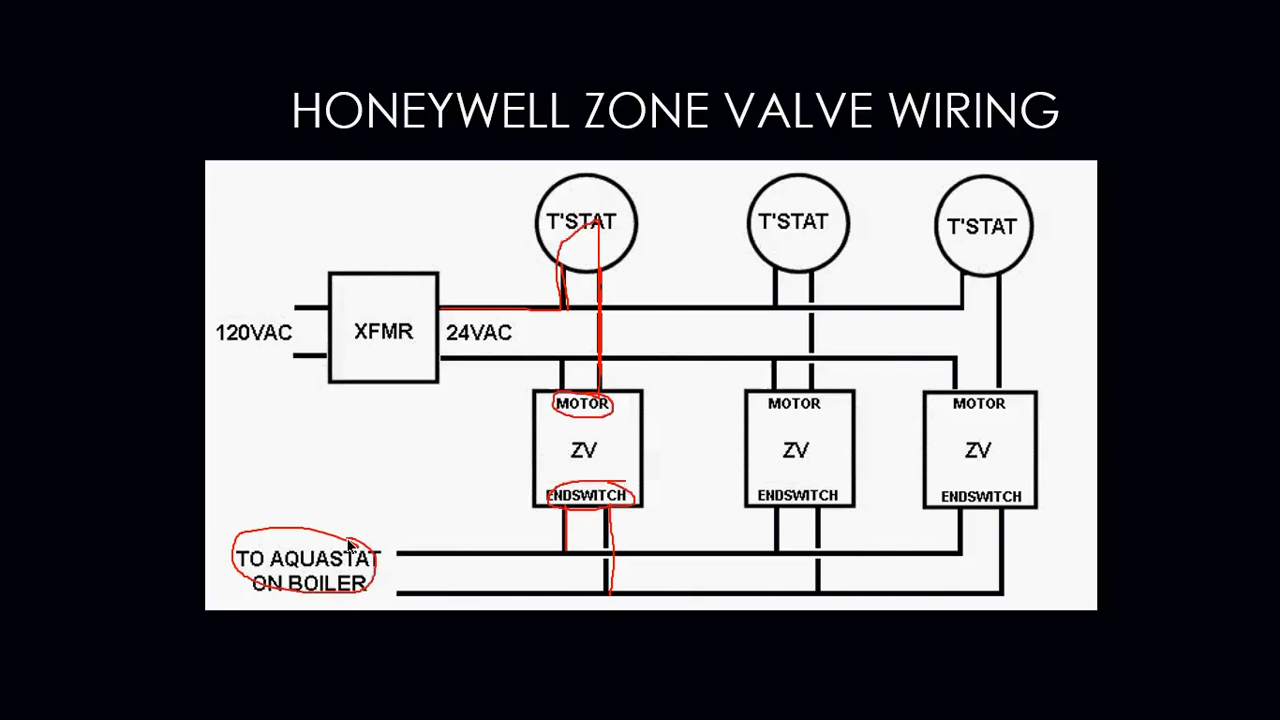 HONEYWELL ZONE VALVE WIRING
T'STAT T'STAT T'STAT
120VAC XFMR 24VAC
MOTOR MOTOR MOTOR
ZV ZV ZV
ENDSWITCH ENDSWITCH ENDSWITCH
TO AQUASTAT
ON BOILER